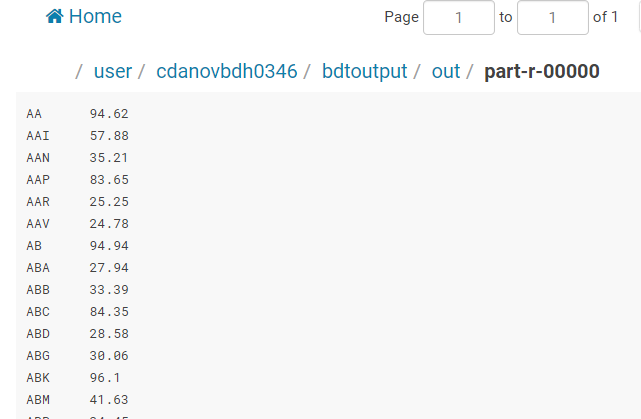 Home
Page 1 to 1 of 1
/ user / cdanovbdh0346 / bdtoutput / out / part-r-00000
AA 94.62
AAI 57.88
AAN 35.21
AAP 83.65
AAR 25.25
AAV 24.78
AB 94.94
ABA 27.94
ABB 33.39
ABC 84.35
ABD 28.58
ABG 30.06
ABK 96.1
ABM 41.63